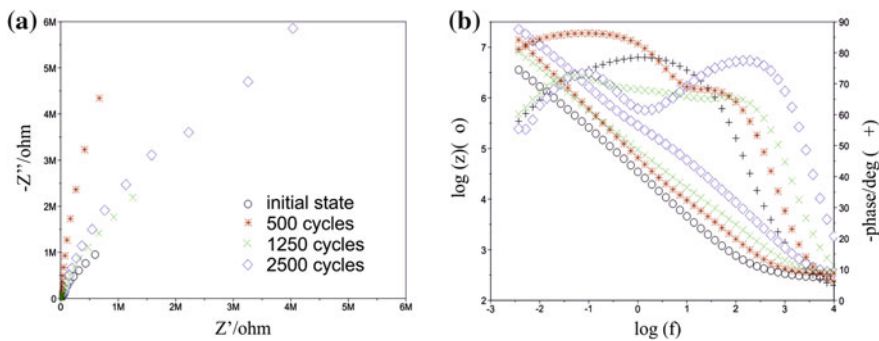 (a)
6M
5M
4M
3M
2M
1M
0
-Z''/ohm
0 1M 2M 3M 4M 5M 6M
Z'/ohm
initial state
500 cycles
1250 cycles
2500 cycles
(b)
7
6
5
4
3
2
log (z)( o)
-3 -2 -1 0 1 2 3 4
log (f)
90
80
70
60
50
40
30
20
10
0
-phase/deg( +)